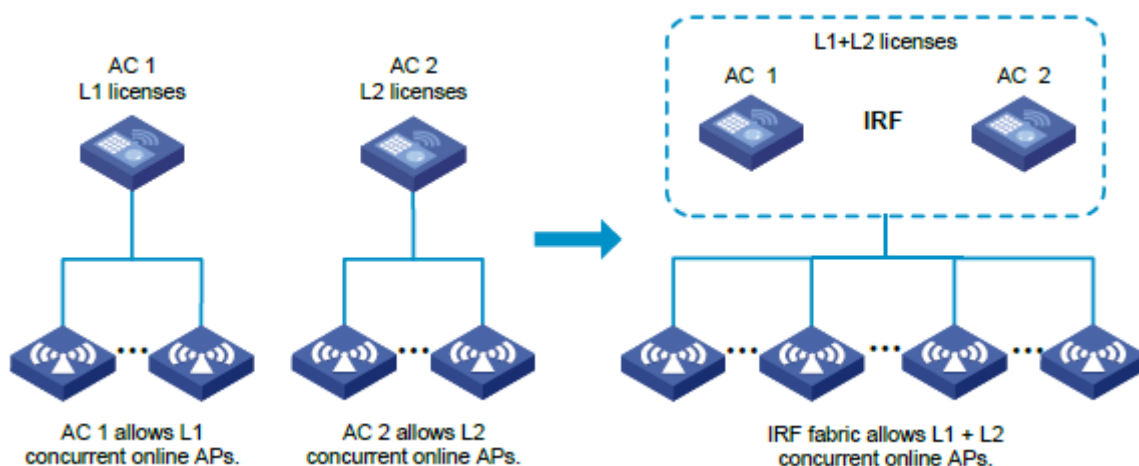 AC 1
L1 licenses
AC 2
L2 licenses
L1+L2 licenses
AC 1
IRF
AC 2
AC 1 allows L1
concurrent online APs.
AC 2 allows L2
concurrent online APs.
IRF fabric allows L1 + L2
concurrent online APs.